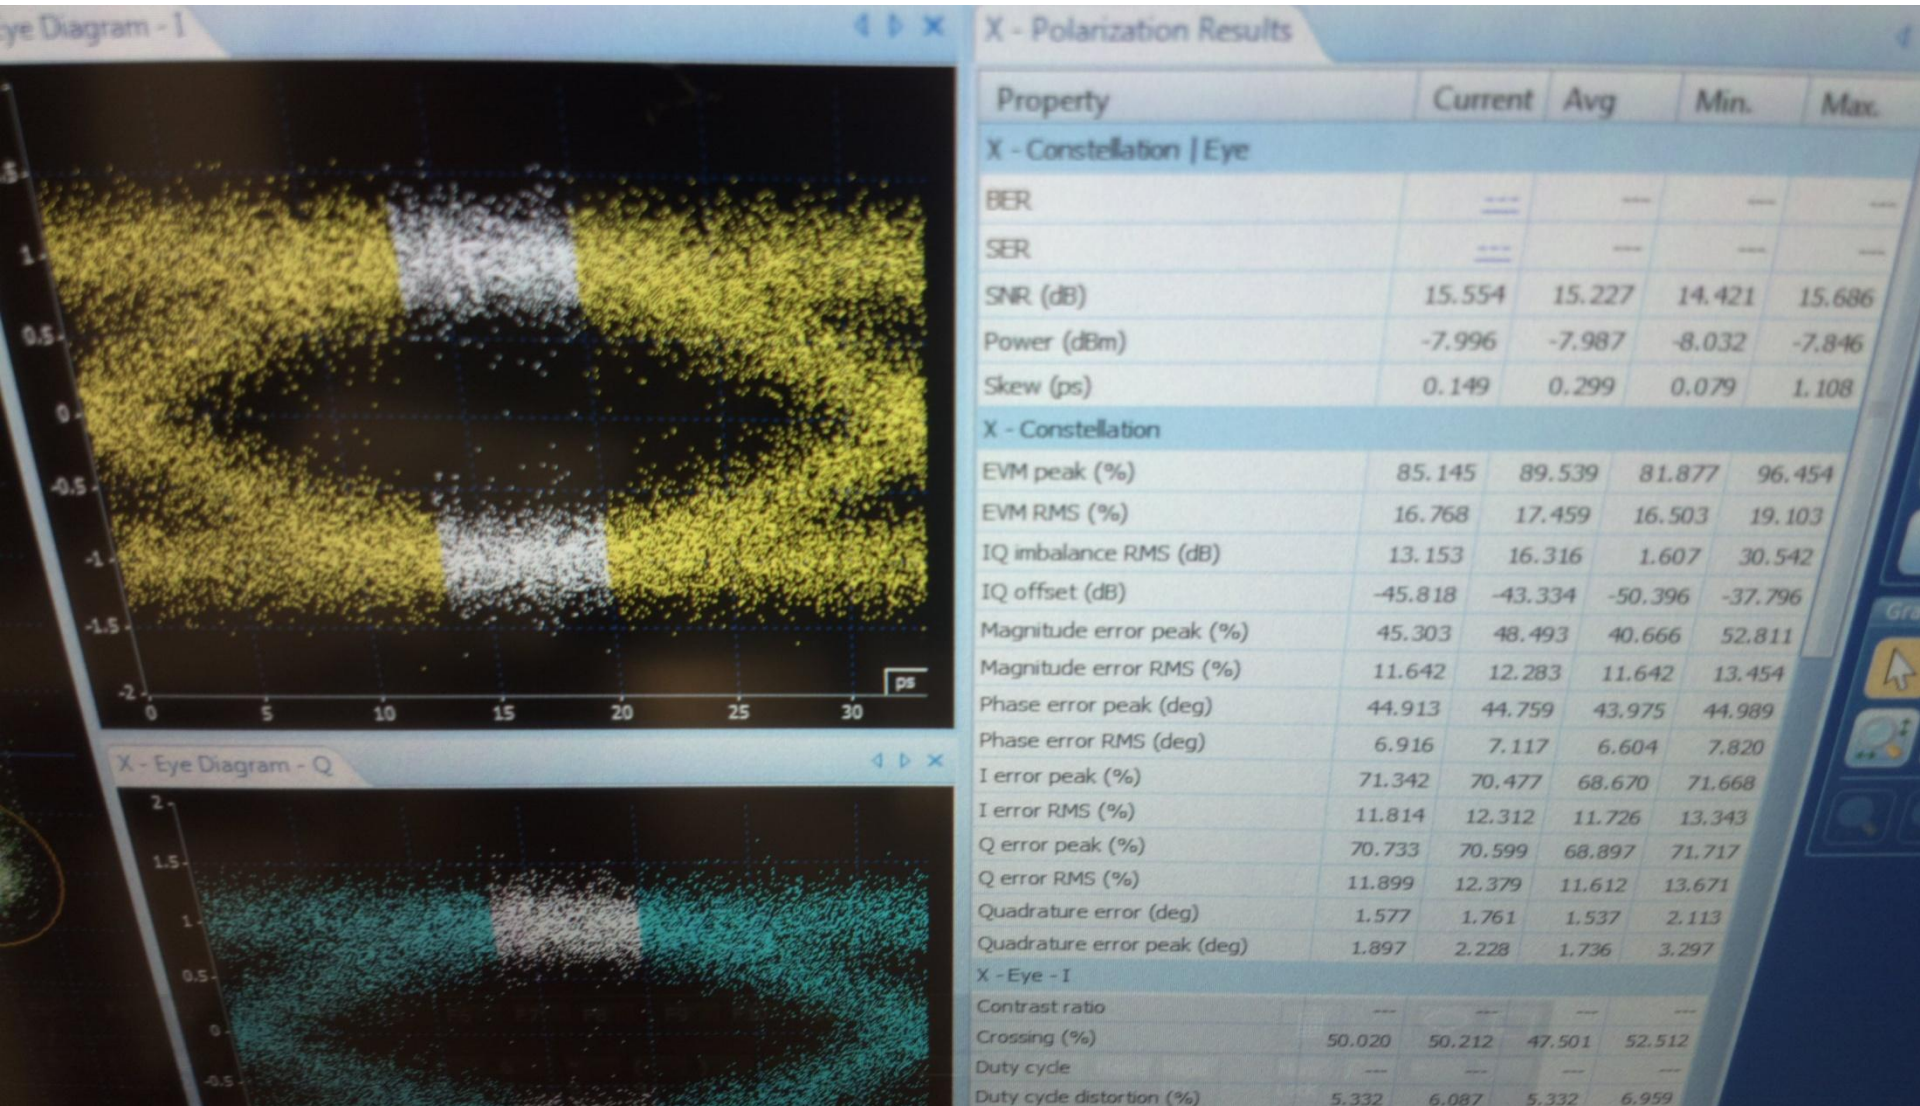 ye Diagram - I
1
0.5
0
-0.5
-1
-1.5
-2
0 5 10 15 20 25 30
ps
X - Eye Diagram - Q
2
1.5
1
0.5
0
-0.5
X - Polarization Results
Property Current Avg Min. Max.
X - Constellation | Eye
BER --- --- --- ---
SER --- --- --- ---
SNR (dB) 15.554 15.227 14.421 15.686
Power (dBm) -7.996 -7.987 -8.032 -7.846
Skew (ps) 0.149 0.299 0.079 1.108
X - Constellation
EVM peak (%) 85.145 89.539 81.877 96.454
EVM RMS (%) 16.768 17.459 16.503 19.103
IQ imbalance RMS (dB) 13.153 16.316 1.607 30.542
IQ offset (dB) -45.818 -43.334 -50.396 -37.796
Magnitude error peak (%) 45.303 48.493 40.666 52.811
Magnitude error RMS (%) 11.642 12.283 11.642 13.454
Phase error peak (deg) 44.913 44.759 43.975 44.989
Phase error RMS (deg) 6.916 7.117 6.604 7.820
I error peak (%) 71.342 70.477 68.670 71.668
I error RMS (%) 11.814 12.312 11.726 13.343
Q error peak (%) 70.733 70.599 68.897 71.717
Q error RMS (%) 11.899 12.379 11.612 13.671
Quadrature error (deg) 1.577 1.761 1.537 2.113
Quadrature error peak (deg) 1.897 2.228 1.736 3.297
X - Eye - I
Contrast ratio --- --- --- ---
Crossing (%) 50.020 50.212 47.501 52.512
Duty cycle --- --- --- ---
Duty cycle distortion (%) 5.332 6.087 5.332 6.959
Gra